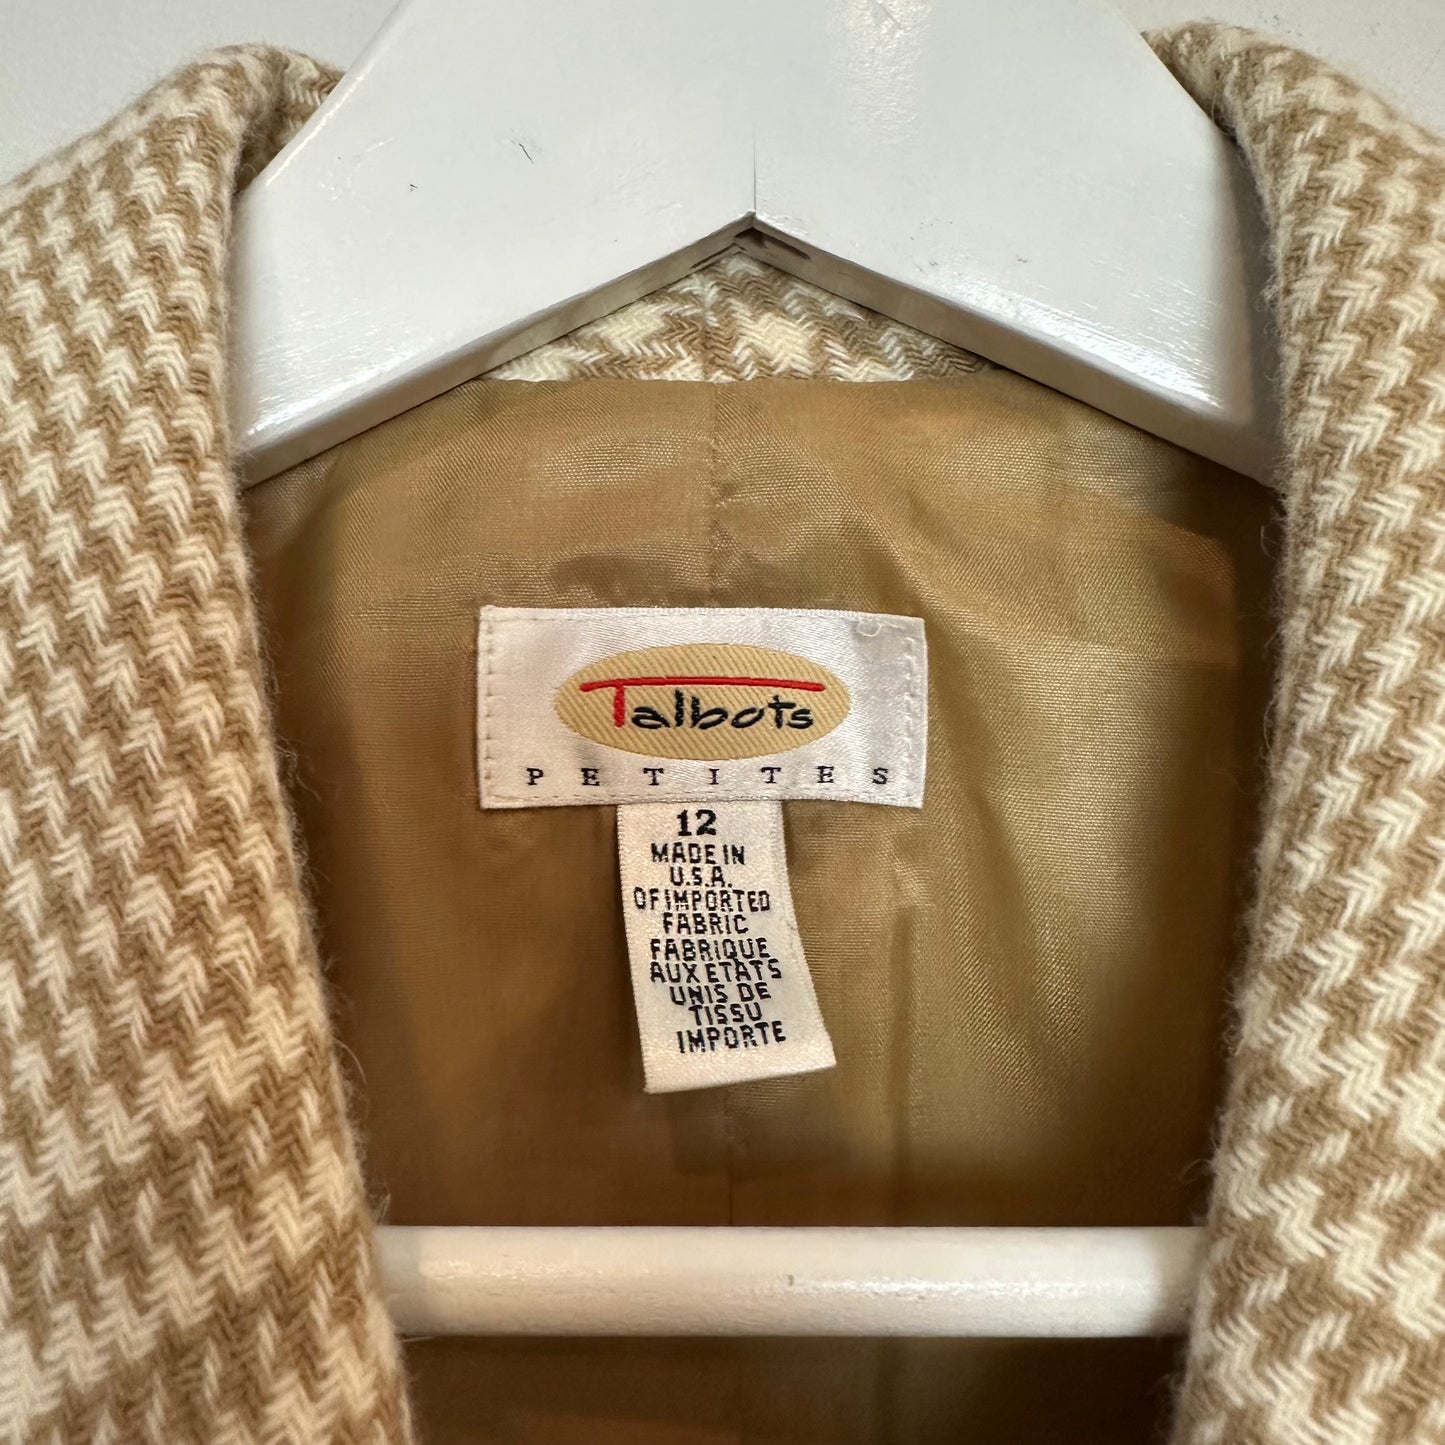 Talbots
PETITES
12
MADE IN
U.S.A.
OF IMPORTED
FABRIC
FABRIQUE
AUX ETATS
UNIS DE
TISSU
IMPORTE